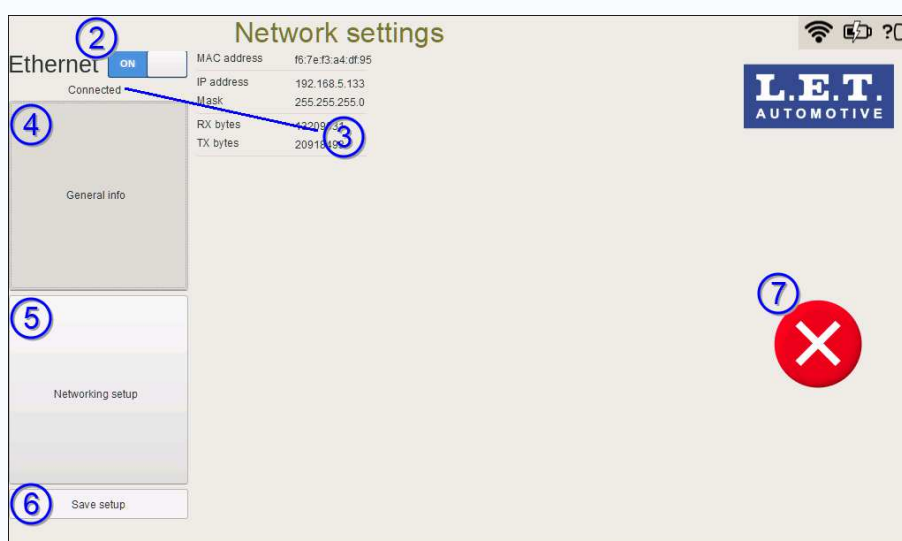 Network settings
2
Ethernet ON
Connected
MAC address f6:7e:f3:a4:df:95
IP address 192.168.5.133
Mask 255.255.255.0
RX bytes
TX bytes
3
L.E.T.
AUTOMOTIVE
4
General info
5
Networking setup
7
6
Save setup